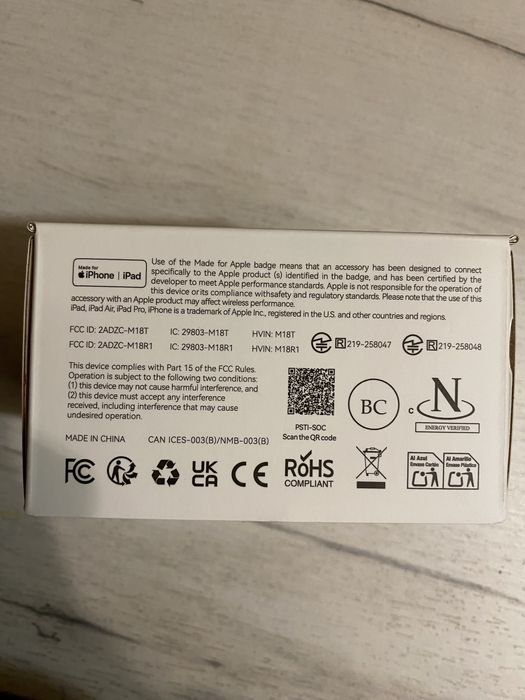 Made for
iPhone | iPad
Use of the Made for Apple badge means that an accessory has been designed to connect
specifically to the Apple product (s) identified in the badge, and has been certified by the
developer to meet Apple performance standards. Apple is not responsible for the operation of
this device or its compliance withsafety and regulatory standards. Please note that the use of this
accessory with an Apple product may affect wireless performance.
iPad, iPad Air, iPad Pro, iPhone is a trademark of Apple Inc., registered in the U.S. and other countries and regions.
FCC ID: 2ADZC-M18T IC: 29803-M18T HVIN: M18T R 219-258047 R 219-258048
FCC ID: 2ADZC-M18R1 IC: 29803-M18R1 HVIN: M18R1
This device complies with Part 15 of the FCC Rules.
Operation is subject to the following two conditions:
(1) this device may not cause harmful interference, and
(2) this device must accept any interference
received, including interference that may cause
undesired operation.
PSTI-SOC
Scan the QR code
BC
c N
ENERGY VERIFIED
MADE IN CHINA CAN ICES-003(B)/NMB-003(B)
FC UK CA CE RoHS
COMPLIANT
Al Azul
Envase Cartón
Al Amarillo
Envase Plástico